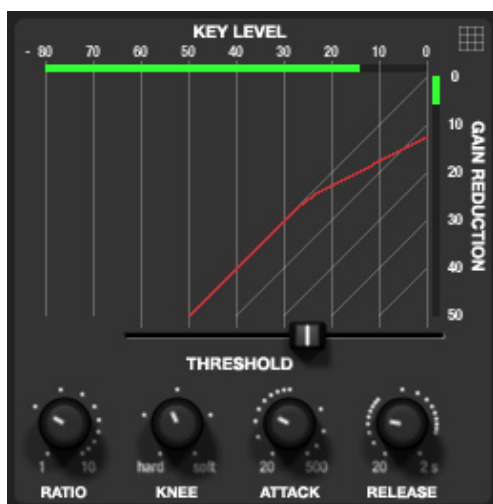 KEY LEVEL
- 80 70 60 50 40 30 20 10 0
0
10
20
30
40
50
GAIN REDUCTION
THRESHOLD
1 10
hard soft
20 500
20 2 s
RATIO KNEE ATTACK RELEASE